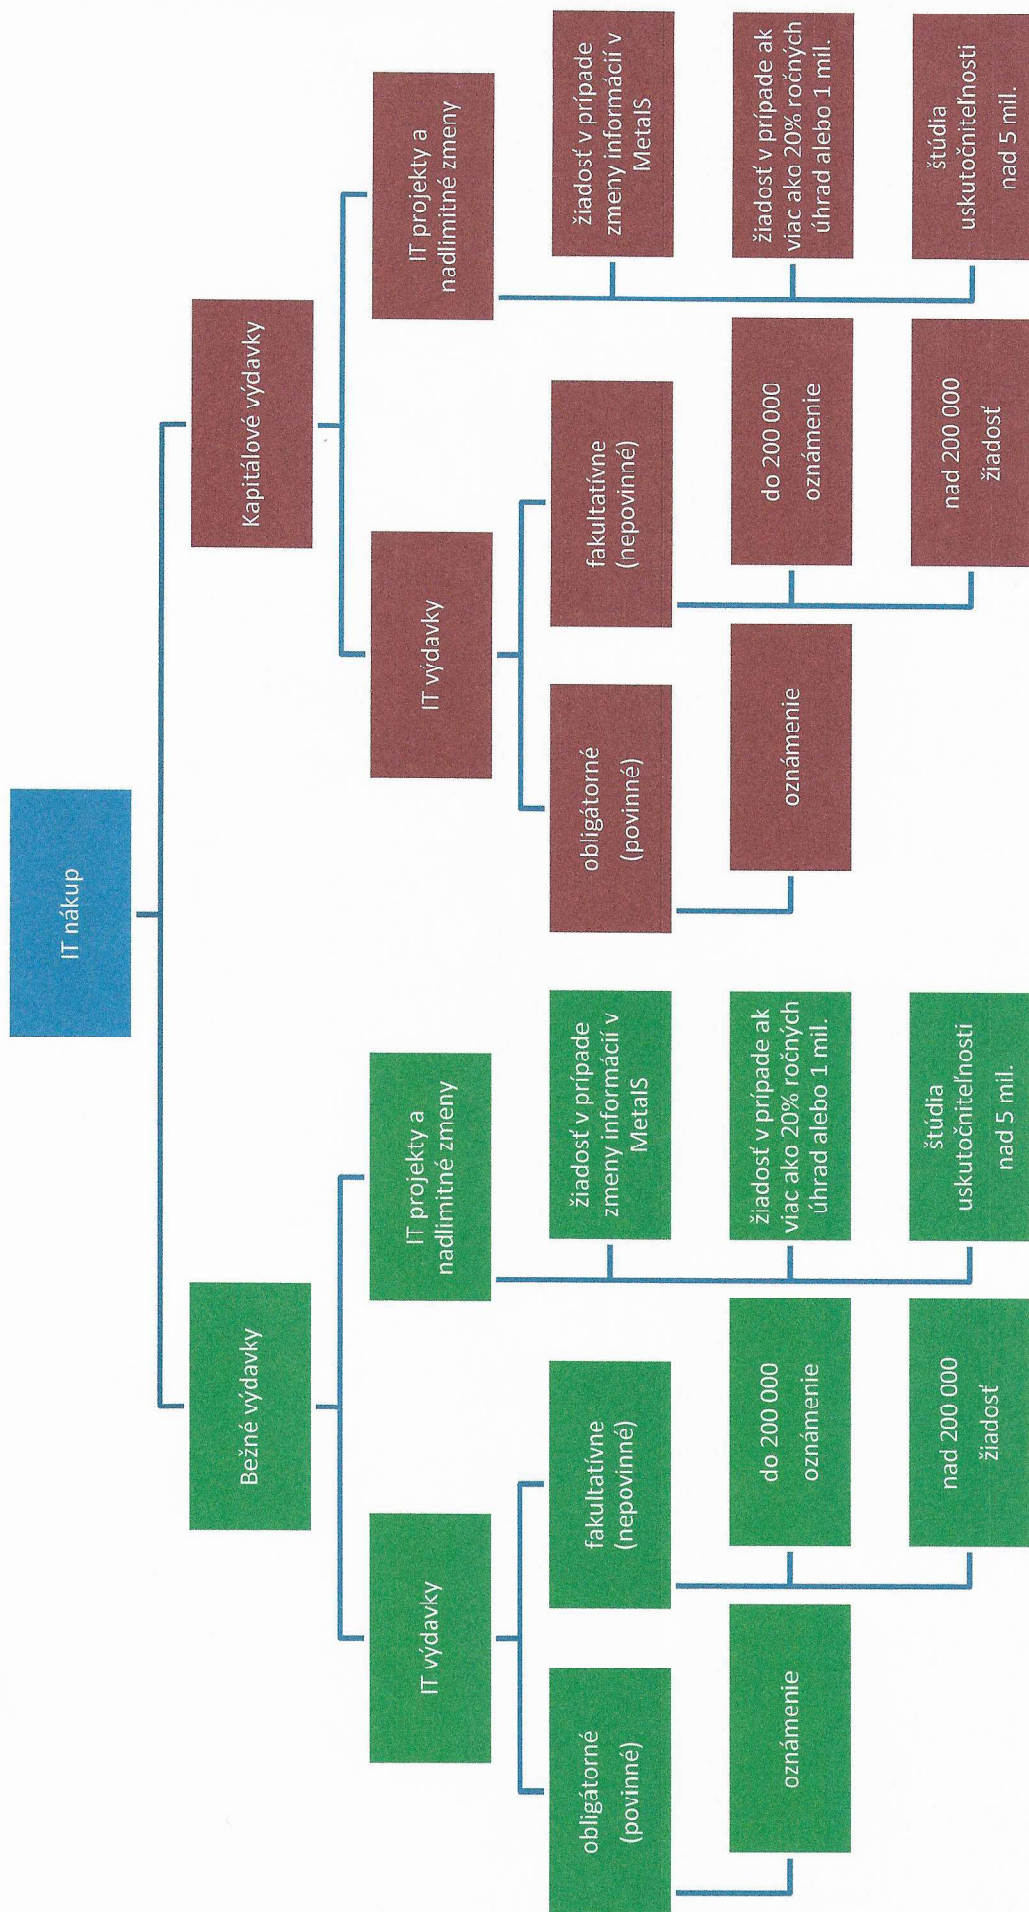 IT nákup
Bežné výdavky
Kapitálové výdavky
IT výdavky
IT projekty a
nadlimitné zmeny
IT výdavky
IT projekty a
nadlimitné zmeny
obligátorné
(povinné)
fakultatívne
(nepovinné)
žiadosť v prípade
zmeny informácií v
MetaIS
obligátorné
(povinné)
fakultatívne
(nepovinné)
žiadosť v prípade
zmeny informácií v
MetaIS
oznámenie
do 200 000
oznámenie
žiadosť v prípade ak
viac ako 20% ročných
úhrad alebo 1 mil.
oznámenie
do 200 000
oznámenie
žiadosť v prípade ak
viac ako 20% ročných
úhrad alebo 1 mil.
nad 200 000
žiadosť
štúdia
uskutočniteľnosti
nad 5 mil.
nad 200 000
žiadosť
štúdia
uskutočniteľnosti
nad 5 mil.